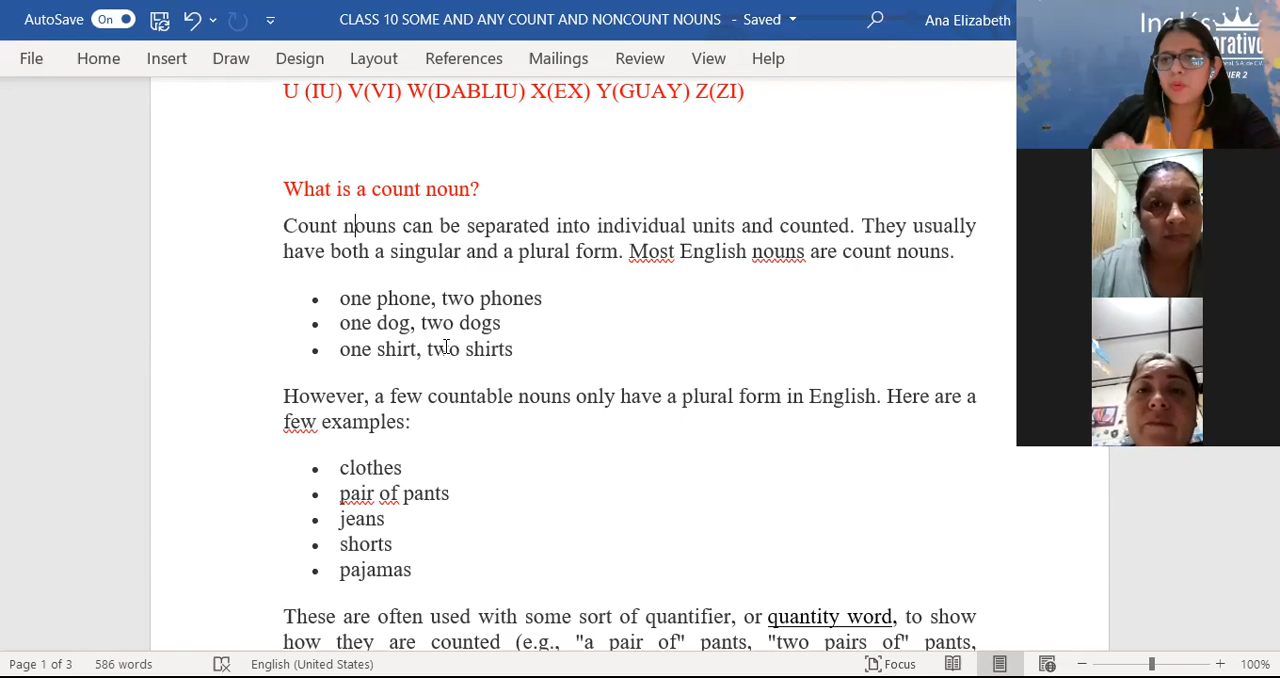 AutoSave On CLASS 10 SOME AND ANY COUNT AND NONCOUNT NOUNS - Saved Ana Elizabeth
File Home Insert Draw Design Layout References Mailings Review View Help
Inglés
U (IU) V(VI) W(DABLIU) X(EX) Y(GUAY) Z(ZI)
What is a count noun?
Count nouns can be separated into individual units and counted. They usually
have both a singular and a plural form. Most English nouns are count nouns.
• one phone, two phones
• one dog, two dogs
• one shirt, two shirts
However, a few countable nouns only have a plural form in English. Here are a
few examples:
• clothes
• pair of pants
• jeans
• shorts
• pajamas
These are often used with some sort of quantifier, or quantity word, to show
how they are counted (e.g., "a pair of" pants, "two pairs of" pants,
Page 1 of 3 586 words English (United States) Focus 100%